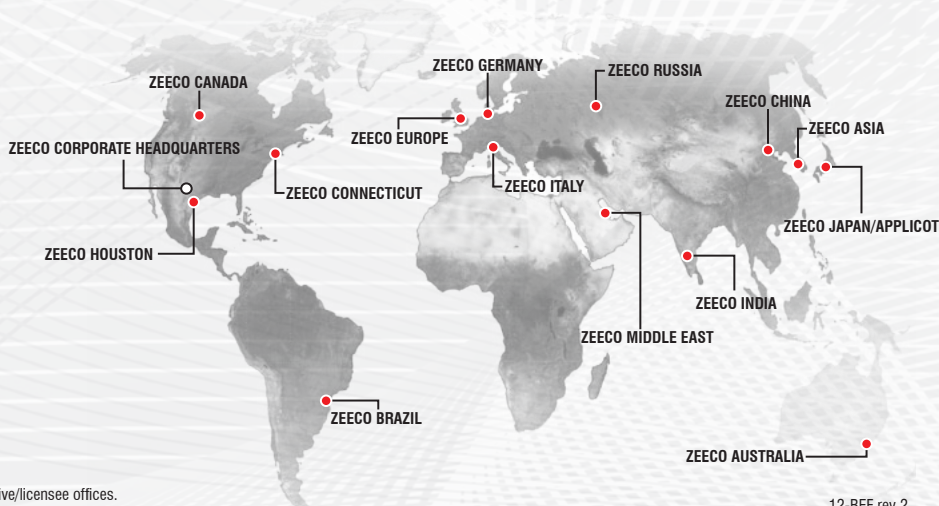 ZEECO GERMANY
ZEECO RUSSIA
ZEECO CANADA
ZEECO CHINA
ZEECO ASIA
ZEECO EUROPE
ZEECO CORPORATE HEADQUARTERS
ZEECO ITALY
ZEECO CONNECTICUT
ZEECO JAPAN/APPLICOT
ZEECO HOUSTON
ZEECO INDIA
ZEECO MIDDLE EAST
ZEECO BRAZIL
ZEECO AUSTRALIA
ive/licensee offices.